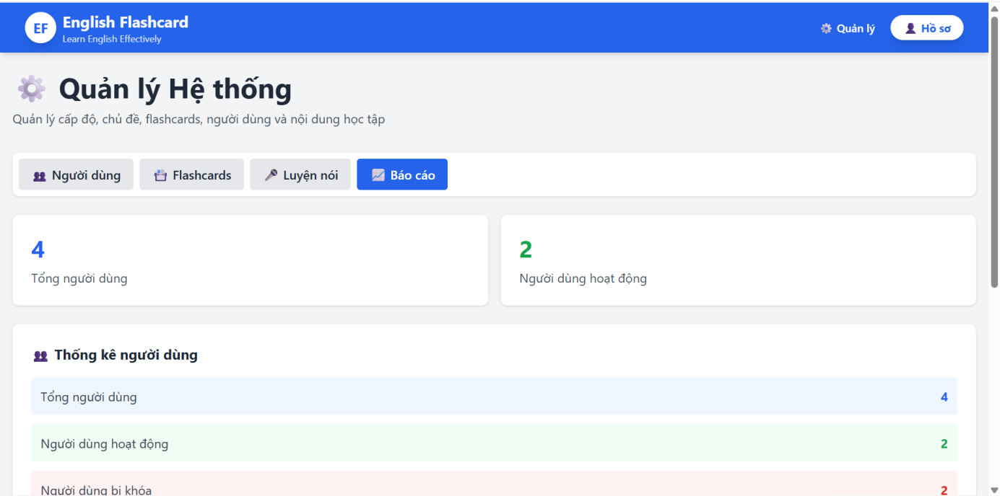 EF
English Flashcard
Learn English Effectively
Quản lý
Hồ sơ
Quản lý Hệ thống
Quản lý cấp độ, chủ đề, flashcards, người dùng và nội dung học tập
Người dùng
Flashcards
Luyện nói
Báo cáo
4
Tổng người dùng
2
Người dùng hoạt động
Thống kê người dùng
Tổng người dùng 4
Người dùng hoạt động 2
Người dùng bị khóa 2